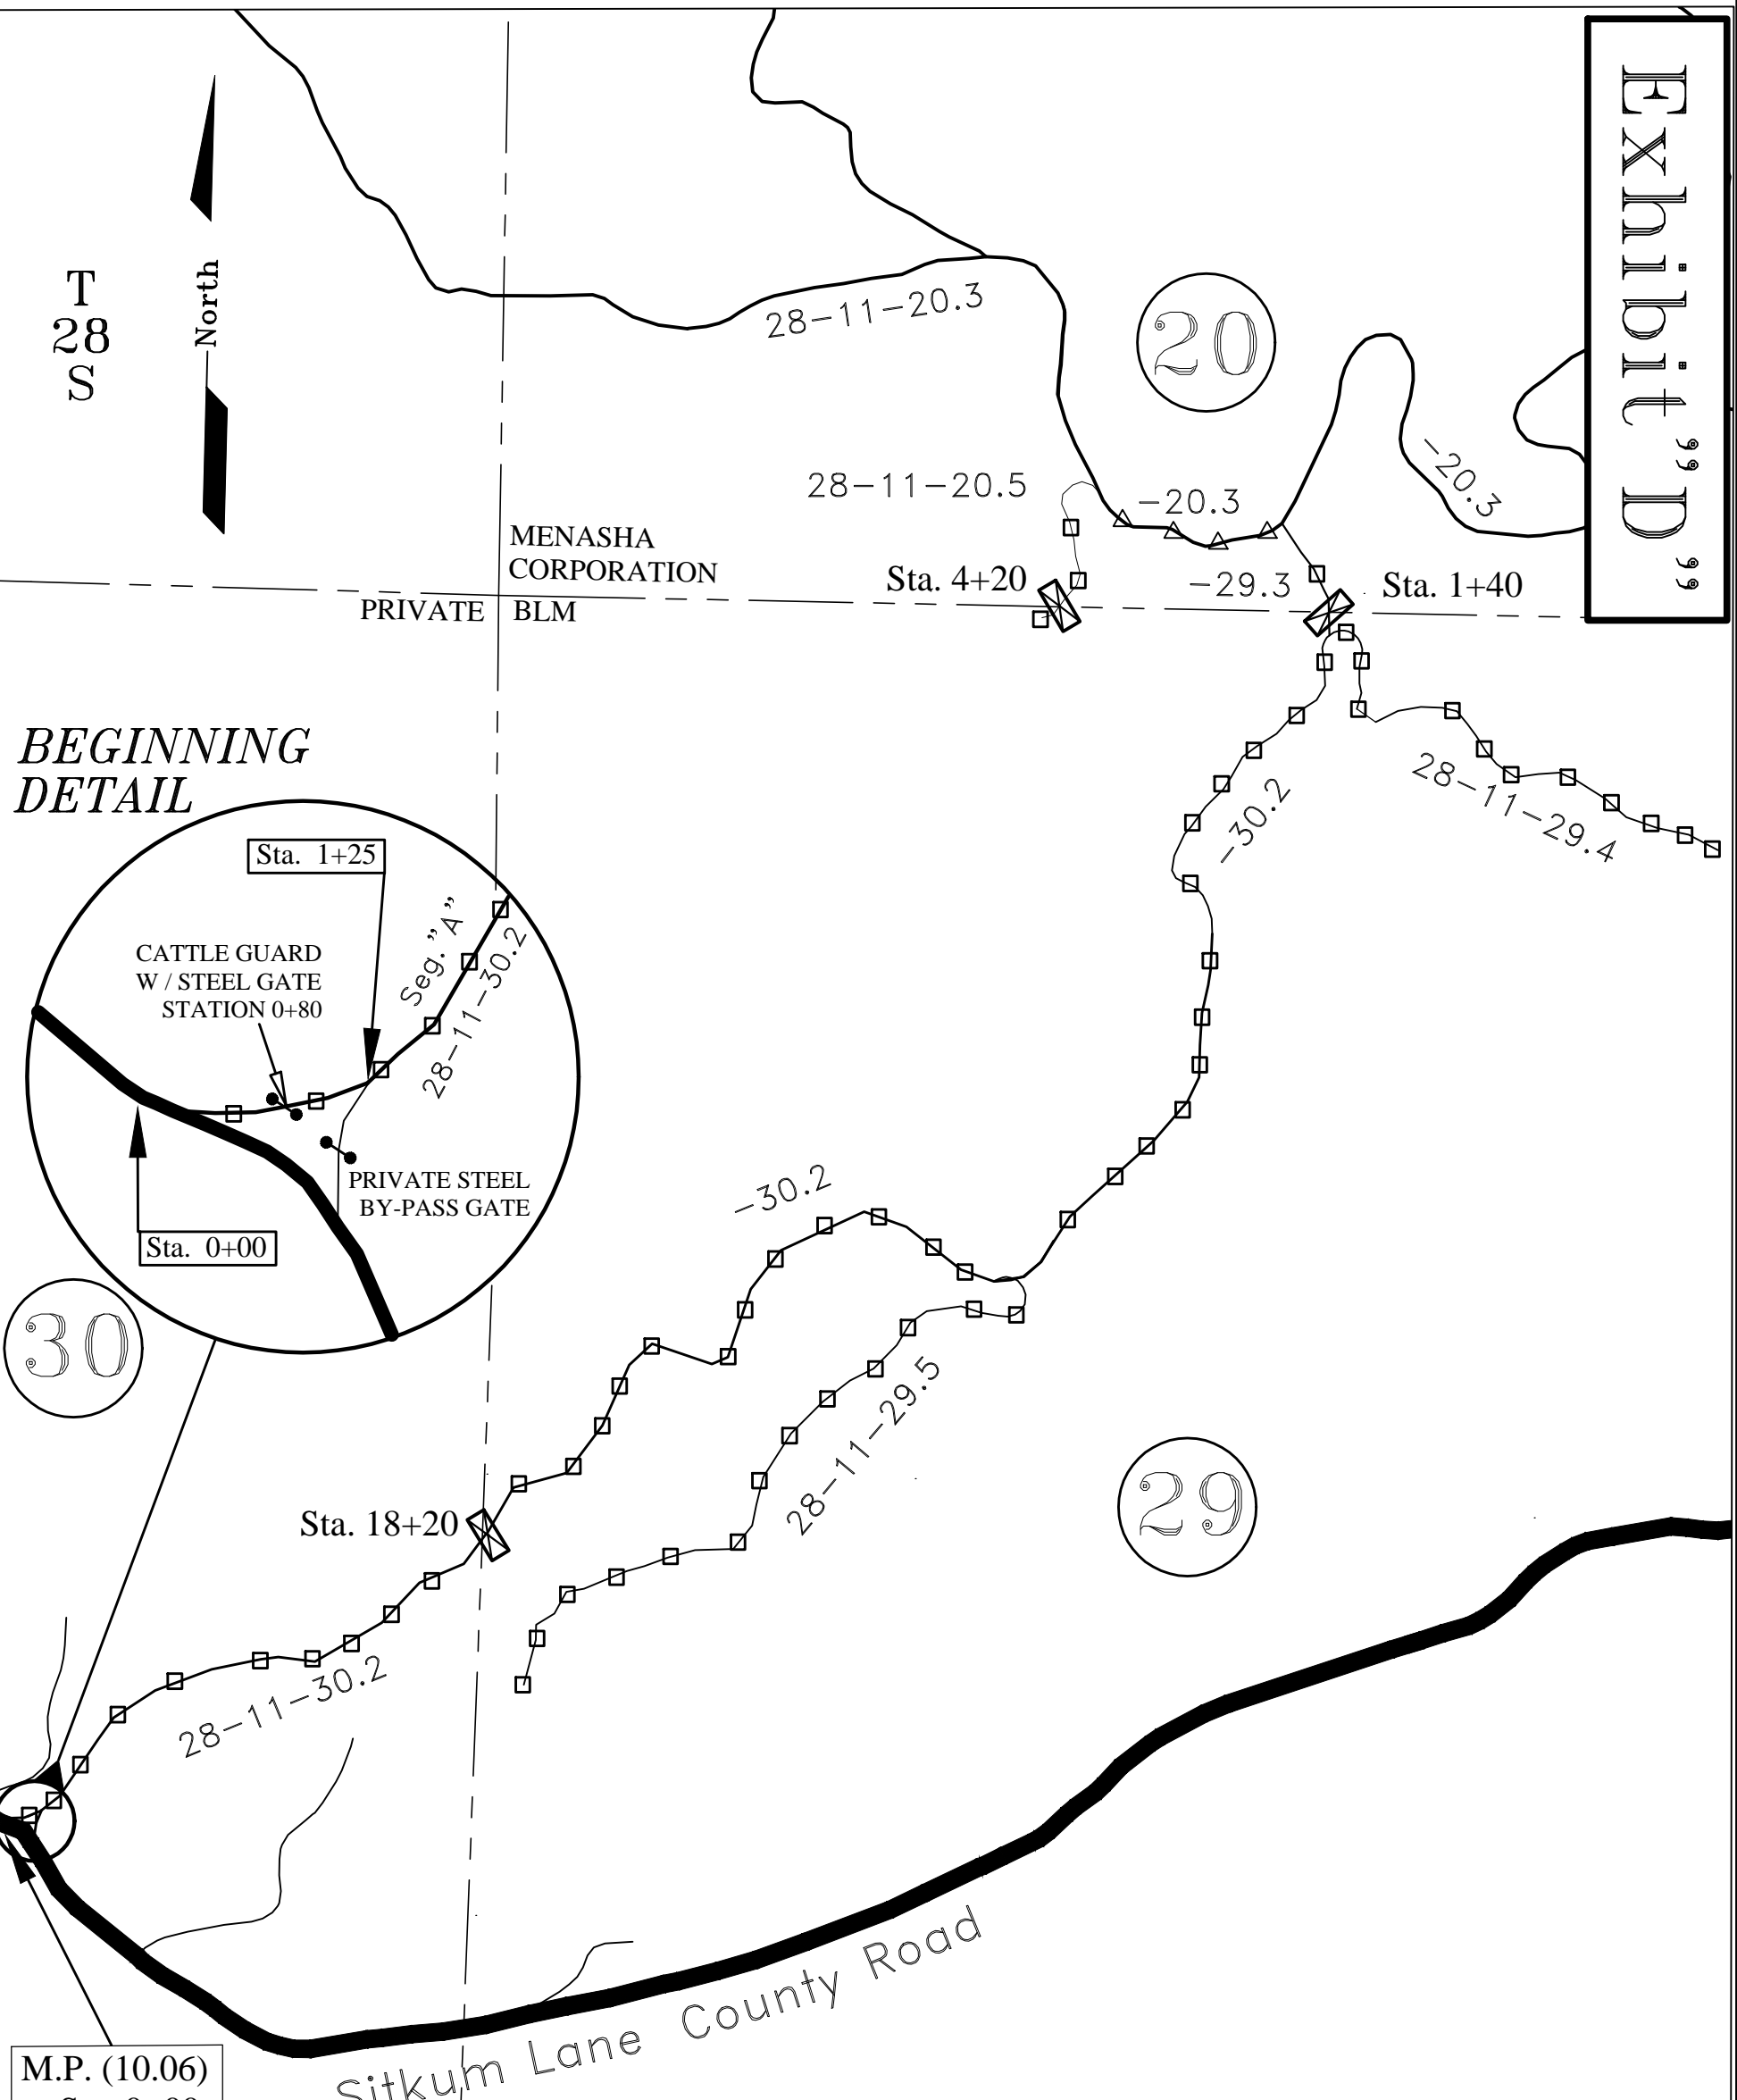 Exhibit "D"
T
28
S
North
28-11-20.3
20
-20.3
28-11-20.5
-20.3
MENASHA
CORPORATION
PRIVATE
BLM
Sta. 4+20
-29.3
Sta. 1+40
BEGINNING
DETAIL
Sta. 1+25
CATTLE GUARD
W / STEEL GATE
STATION 0+80
Seg. "A"
28-11-30.2
PRIVATE STEEL
BY-PASS GATE
Sta. 0+00
30
-30.2
28-11-29.4
-30.2
28-11-29.5
29
Sta. 18+20
28-11-30.2
M.P. (10.06)
Sitkum Lane County Road